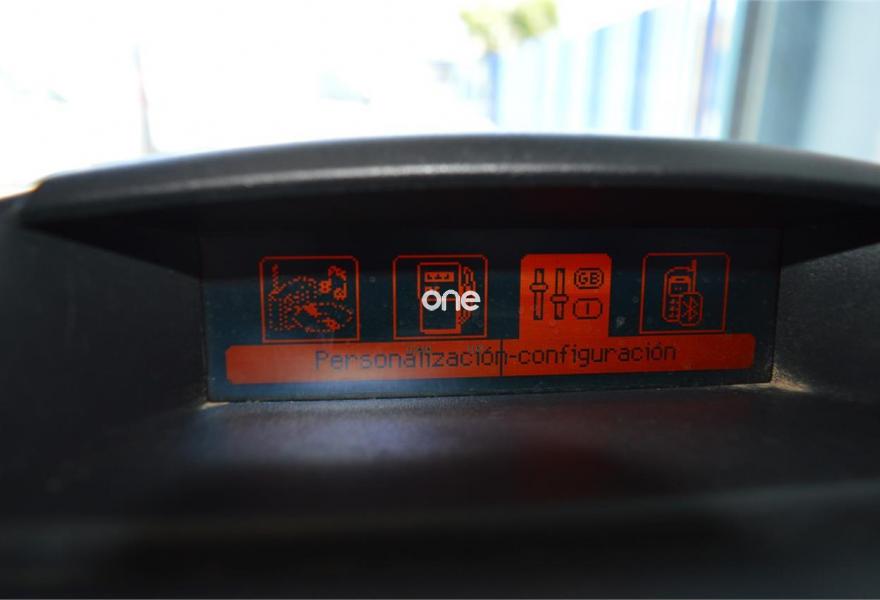 GB
I
one
Personalización-configuración